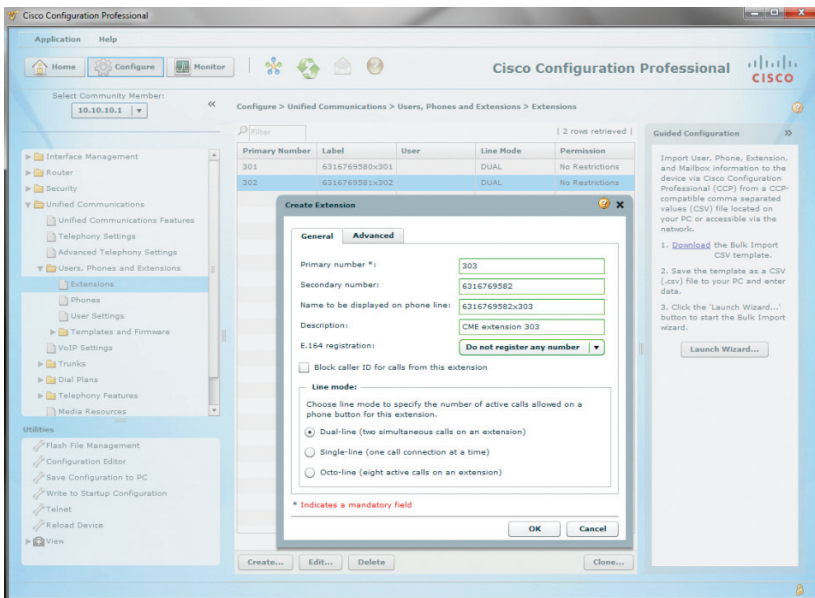 Cisco Configuration Professional
Application Help
Home Configure Monitor
Cisco Configuration Professional
CISCO
Select Community Member:
10.10.10.1
«
Configure > Unified Communications > Users, Phones and Extensions > Extensions
Filter
| 2 rows retrieved |
Primary Number Label User Line Mode Permission
301 6316769580x301 DUAL No Restrictions
302 6316769581x302 DUAL No Restrictions
Interface Management
Router
Security
Unified Communications
Unified Communications Features
Telephony Settings
Advanced Telephony Settings
Users, Phones and Extensions
Extensions
Phones
User Settings
Templates and Firmware
VoIP Settings
Trunks
Dial Plans
Telephony Features
Media Resources
Utilities
Flash File Management
Configuration Editor
Save Configuration to PC
Write to Startup Configuration
Telnet
Reload Device
View
Create Extension
General Advanced
Primary number *: 303
Secondary number: 6316769582
Name to be displayed on phone line: 6316769582x303
Description: CME extension 303
E.164 registration: Do not register any number
Block caller ID for calls from this extension
Line mode:
Choose line mode to specify the number of active calls allowed on a
phone button for this extension.
Dual-line (two simultaneous calls on an extension)
Single-line (one call connection at a time)
Octo-line (eight active calls on an extension)
* Indicates a mandatory field
OK Cancel
Create... Edit... Delete Clone...
Guided Configuration »
Import User, Phone, Extension,
and Mailbox information to the
device via Cisco Configuration
Professional (CCP) from a CCP-
compatible comma separated
values (CSV) file located on
your PC or accessible via the
network.
1. Download the Bulk Import
CSV template.
2. Save the template as a CSV
(.csv) file to your PC and enter
data.
3. Click the 'Launch Wizard...'
button to start the Bulk Import
wizard.
Launch Wizard...